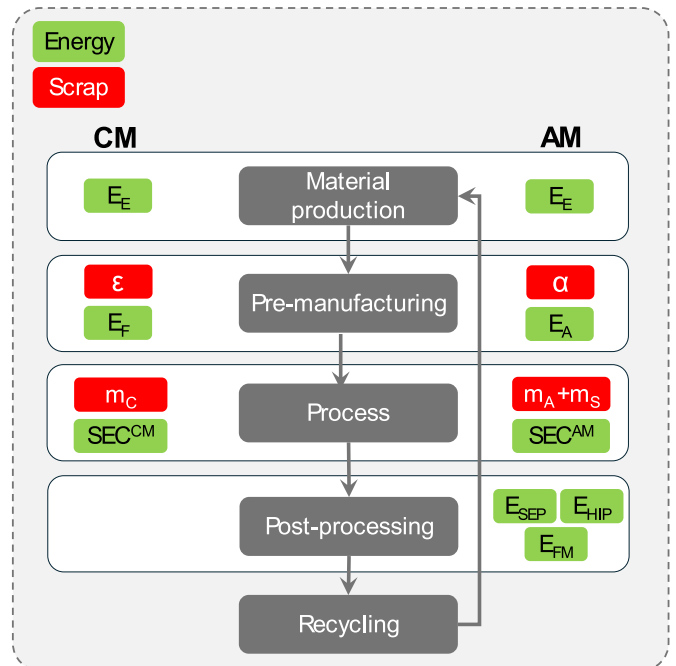 Energy
Scrap
CM
AM
E_E
Material
production
E_E
ε
α
Pre-manufacturing
E_F
E_A
m_C
m_A+m_S
Process
SEC^CM
SEC^AM
E_SEP
E_HIP
Post-processing
E_FM
Recycling